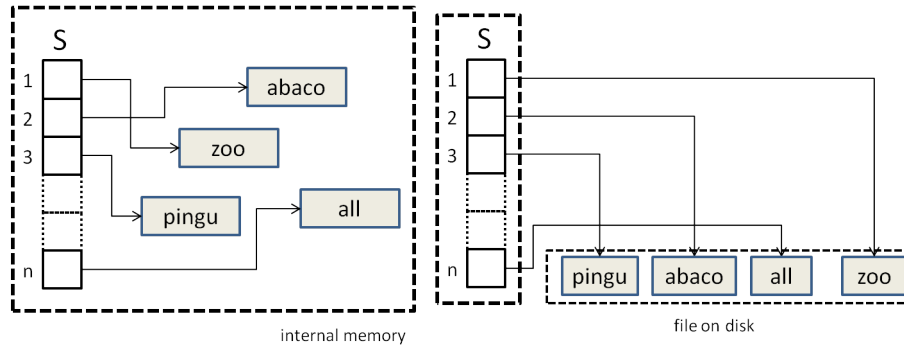 S
1
abaco
2
zoo
3
all
pingu
n
internal memory
S
1
2
3
n
pingu abaco all zoo
file on disk